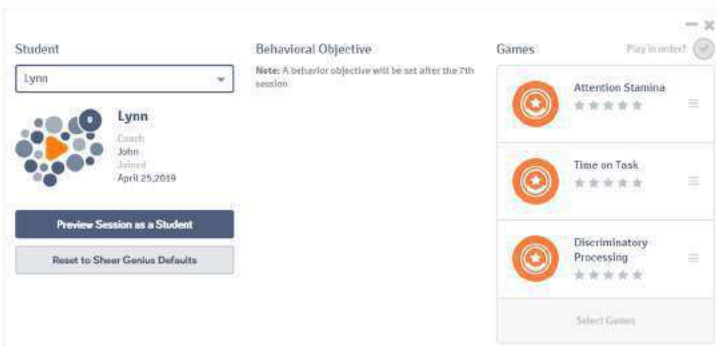 Student
Lynn
0
Lynn
Coach
John
Joined
April 25,2019
Preview Session as a Student
Reset to Sheer Genius Defaults
Behavioral Objective
Note: A behavior objective will be set after the 7th
session
Games
Play in order?
Attention Stamina
Time on Task
Discriminatory
Processing
Select Games